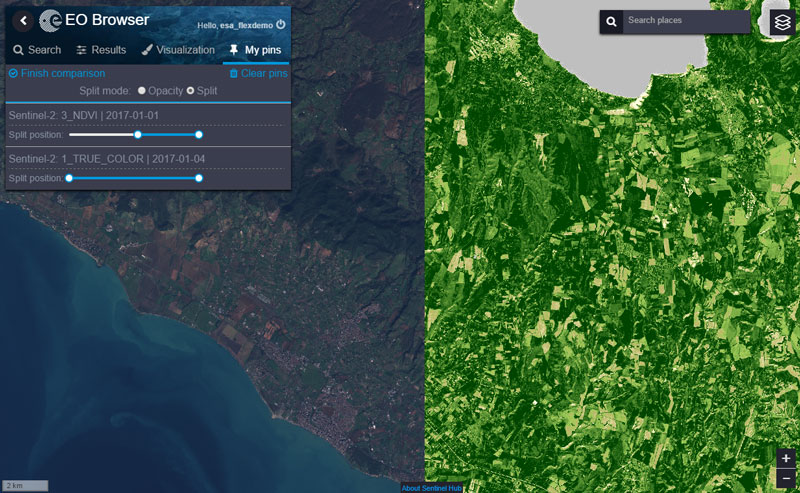 EO Browser
Hello, esa_flexdemo
Search Results Visualization My pins
Finish comparison Clear pins
Split mode: Opacity Split
Sentinel-2: 3_NDVI | 2017-01-01
Split position:
Sentinel-2: 1_TRUE_COLOR | 2017-01-04
Split position:
Search places
2 km
About Sentinel Hub